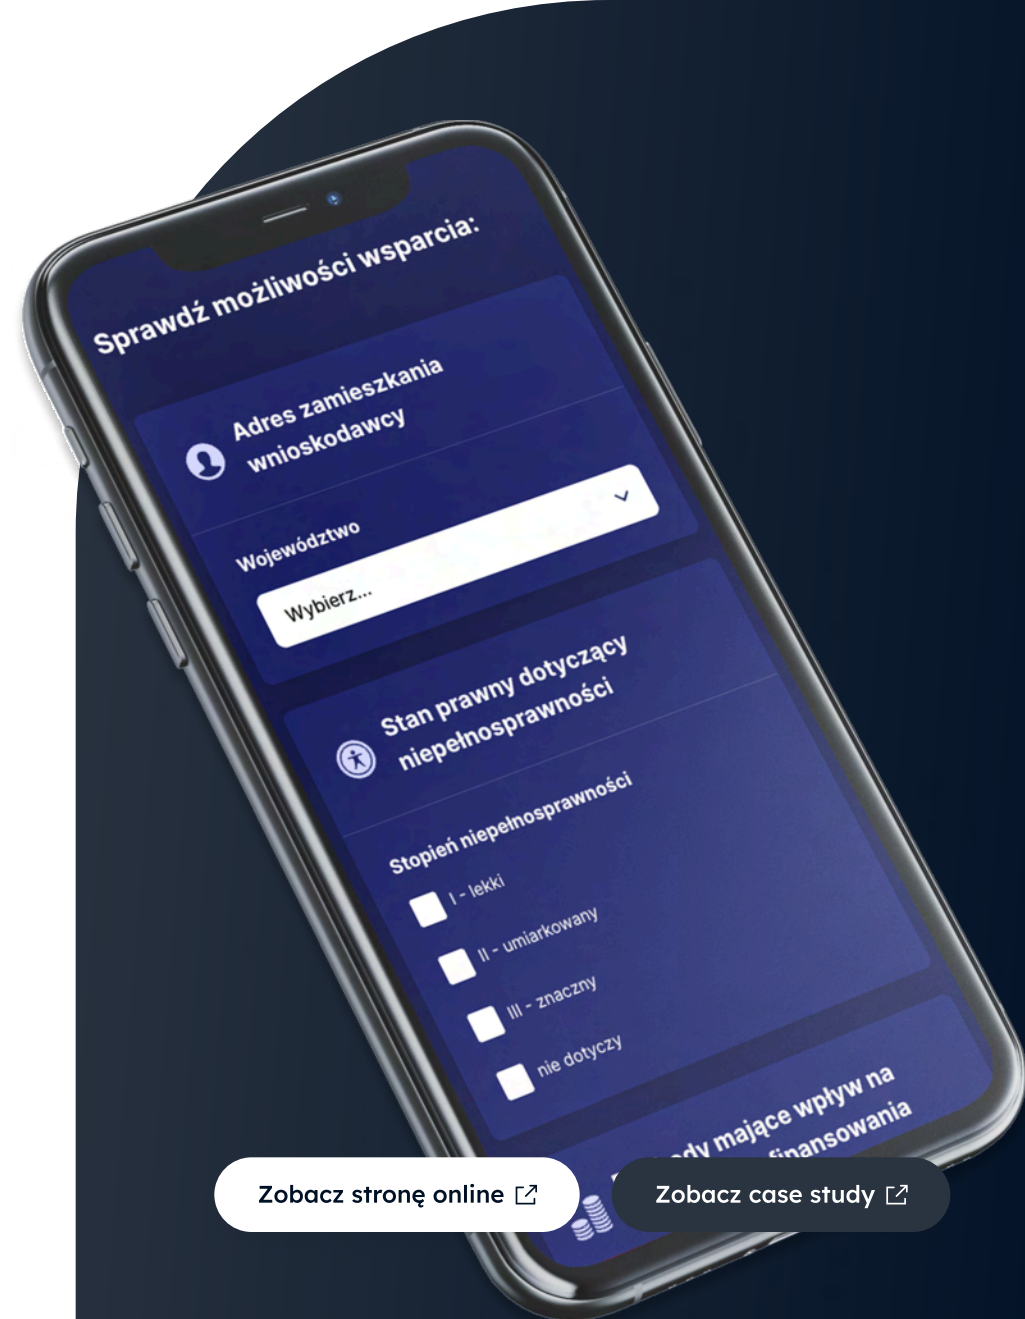 Sprawdź możliwości wsparcia:
Adres zamieszkania
wnioskodawcy
Województwo
Wybierz...
Stan prawny dotyczący
niepełnosprawności
Stopień niepełnosprawności
I - lekki
II - umiarkowany
III - znaczny
nie dotyczy
mające wpływ na
finansowania
Zobacz stronę online
Zobacz case study